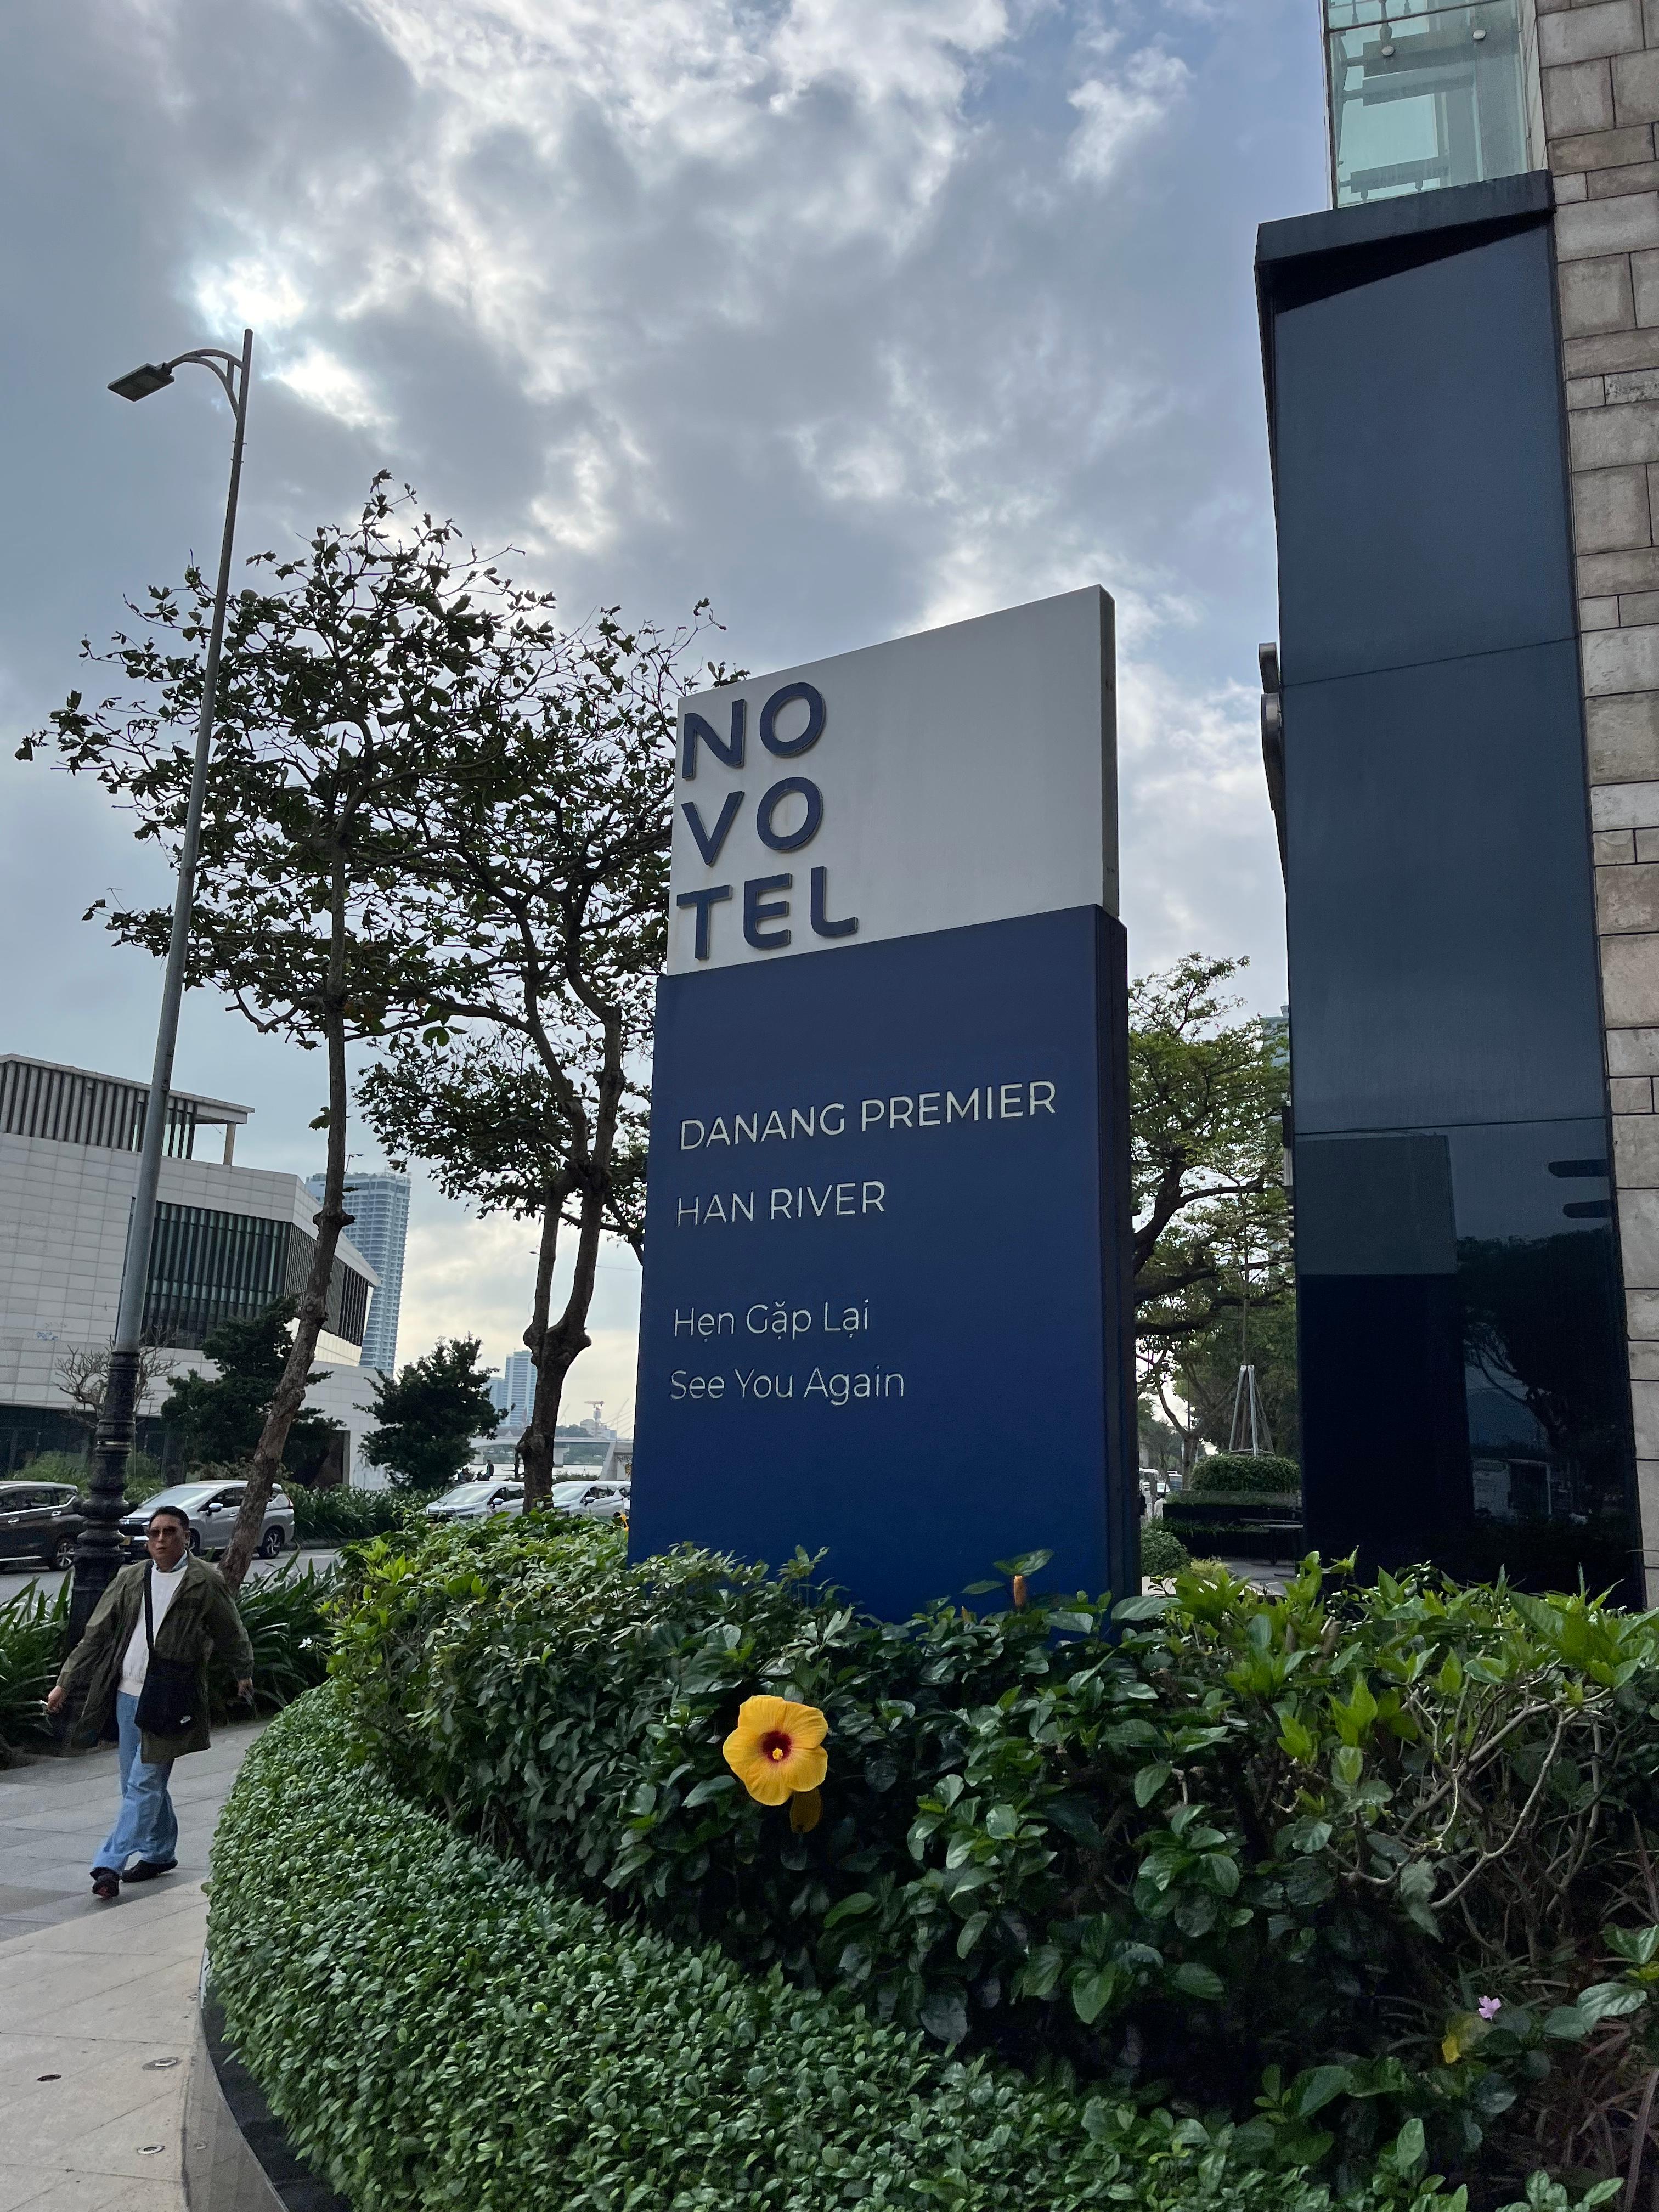 NO
VO
TEL
DANANG PREMIER
HAN RIVER
Hẹn Gặp Lại
See You Again